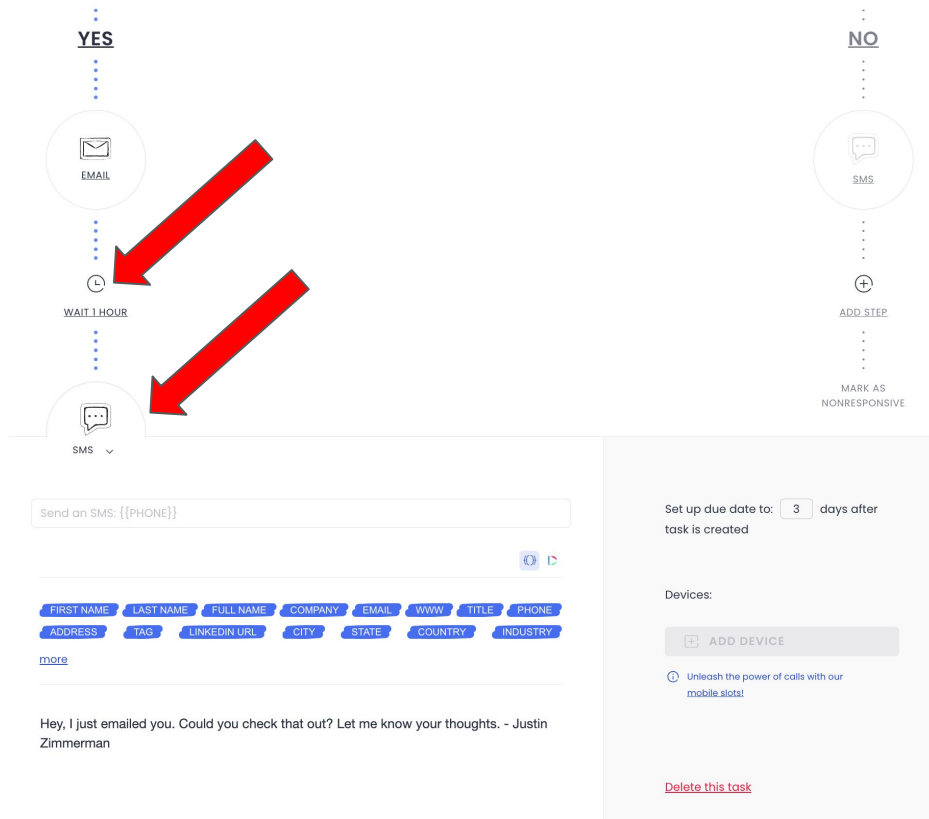 YES
NO
EMAIL
SMS
WAIT 1 HOUR
ADD STEP
MARK AS
NONRESPONSIVE
SMS
Send an SMS: {{PHONE}}
FIRST NAME LAST NAME FULL NAME COMPANY EMAIL WWW TITLE PHONE
ADDRESS TAG LINKEDIN URL CITY STATE COUNTRY INDUSTRY
more
Hey, I just emailed you. Could you check that out? Let me know your thoughts. - Justin
Zimmerman
Set up due date to: 3 days after
task is created
Devices:
ADD DEVICE
Unleash the power of calls with our
mobile slots!
Delete this task